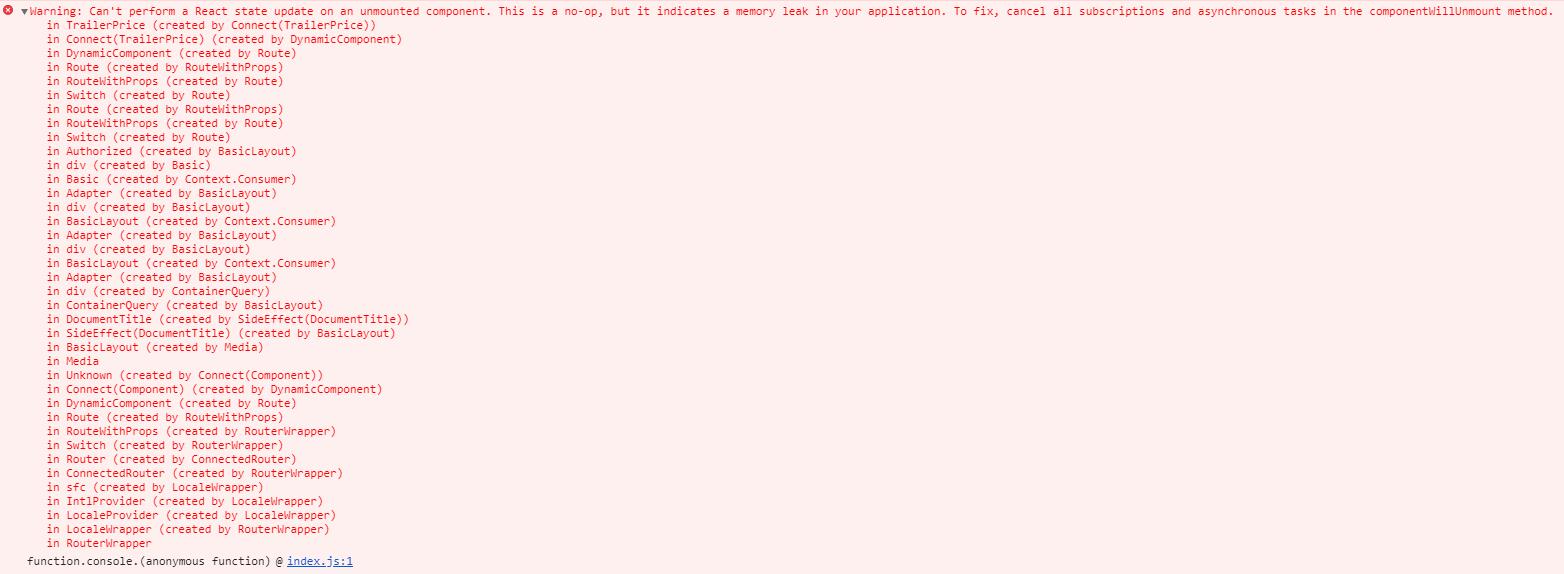 Warning: Can't perform a React state update on an unmounted component. This is a no-op, but it indicates a memory leak in your application. To fix, cancel all subscriptions and asynchronous tasks in the componentWillUnmount method.
in TrailerPrice (created by Connect(TrailerPrice))
in Connect(TrailerPrice) (created by DynamicComponent)
in DynamicComponent (created by Route)
in Route (created by RouteWithProps)
in RouteWithProps (created by Route)
in Switch (created by Route)
in Route (created by RouteWithProps)
in RouteWithProps (created by Route)
in Switch (created by Route)
in Authorized (created by BasicLayout)
in div (created by Basic)
in Basic (created by Context.Consumer)
in Adapter (created by BasicLayout)
in div (created by BasicLayout)
in BasicLayout (created by Context.Consumer)
in Adapter (created by BasicLayout)
in div (created by BasicLayout)
in BasicLayout (created by Context.Consumer)
in Adapter (created by BasicLayout)
in div (created by ContainerQuery)
in ContainerQuery (created by BasicLayout)
in DocumentTitle (created by SideEffect(DocumentTitle))
in SideEffect(DocumentTitle) (created by BasicLayout)
in BasicLayout (created by Media)
in Media
in Unknown (created by Connect(Component))
in Connect(Component) (created by DynamicComponent)
in DynamicComponent (created by Route)
in Route (created by RouteWithProps)
in RouteWithProps (created by RouterWrapper)
in Switch (created by RouterWrapper)
in Router (created by ConnectedRouter)
in ConnectedRouter (created by RouterWrapper)
in sfc (created by LocaleWrapper)
in IntlProvider (created by LocaleWrapper)
in LocaleProvider (created by LocaleWrapper)
in LocaleWrapper (created by RouterWrapper)
in RouterWrapper
function.console.(anonymous function) @ index.js:1